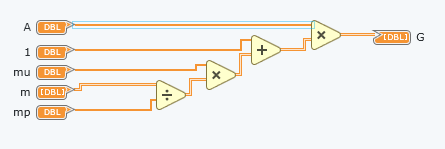 A DBL
1 DBL
mu DBL
m [DBL]
mp DBL
÷
×
+
×
[DBL] G